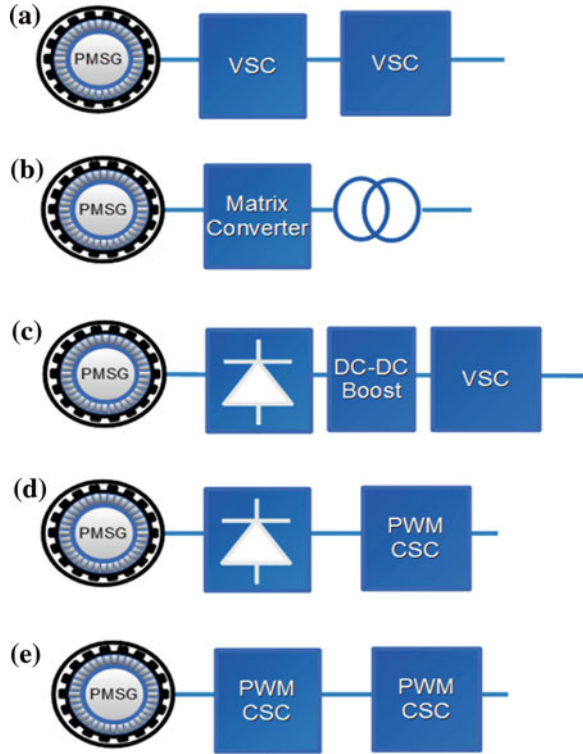 (a)
PMSG
VSC
VSC
(b)
PMSG
Matrix
Converter
(c)
PMSG
DC-DC
Boost
VSC
(d)
PMSG
PWM
CSC
(e)
PMSG
PWM
CSC
PWM
CSC